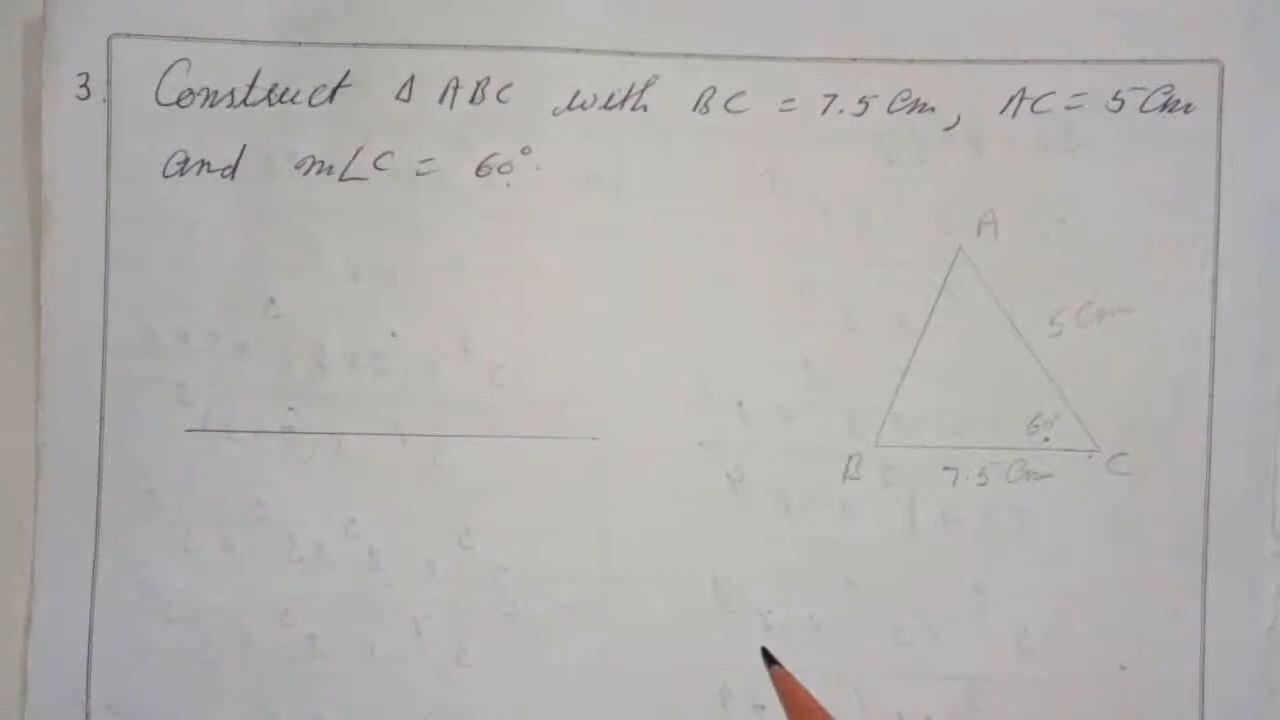 3. Construct Δ ABC with BC = 7.5 Cm, AC = 5 Cm
and m∠C = 60°.
A
5 Cm
60°
B
7.5 Cm
C